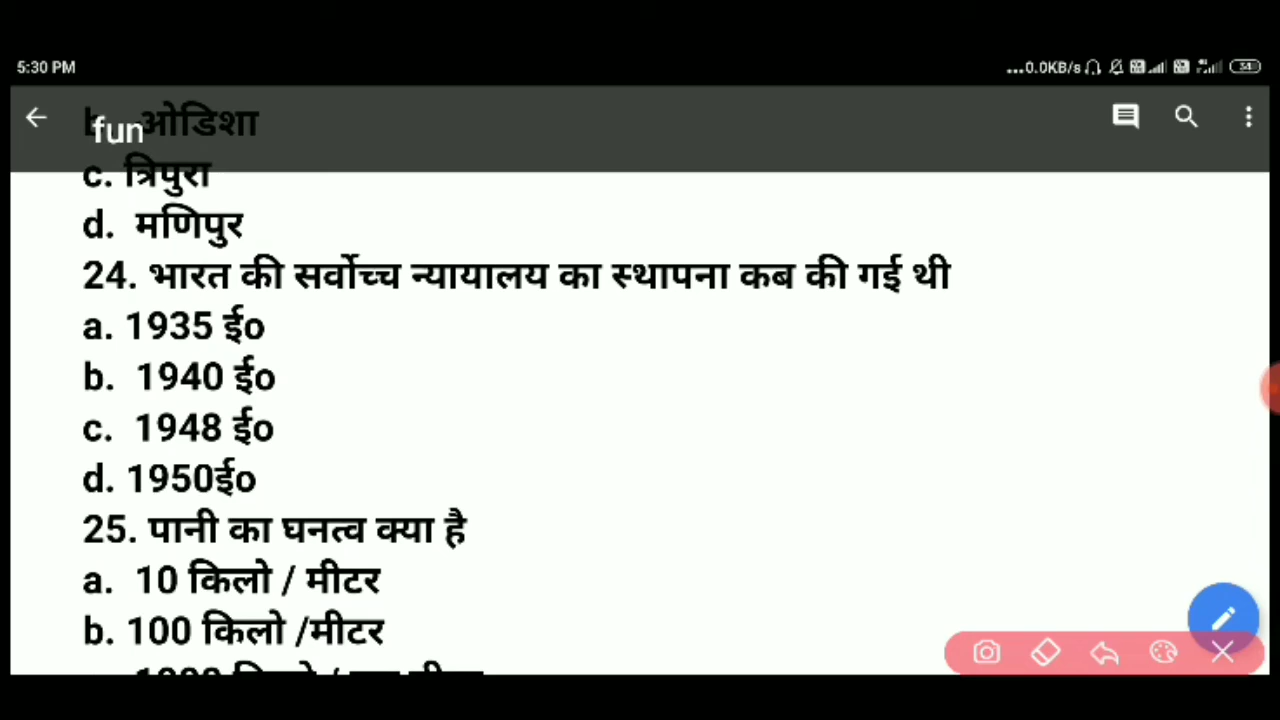 5:30 PM
...0.0KB/s 34
b. ओडिशा
fun
c. त्रिपुरा
d. मणिपुर
24. भारत की सर्वोच्च न्यायालय का स्थापना कब की गई थी
a. 1935 ई०
b. 1940 ई०
c. 1948 ई०
d. 1950ई०
25. पानी का घनत्व क्या है
a. 10 किलो / मीटर
b. 100 किलो /मीटर